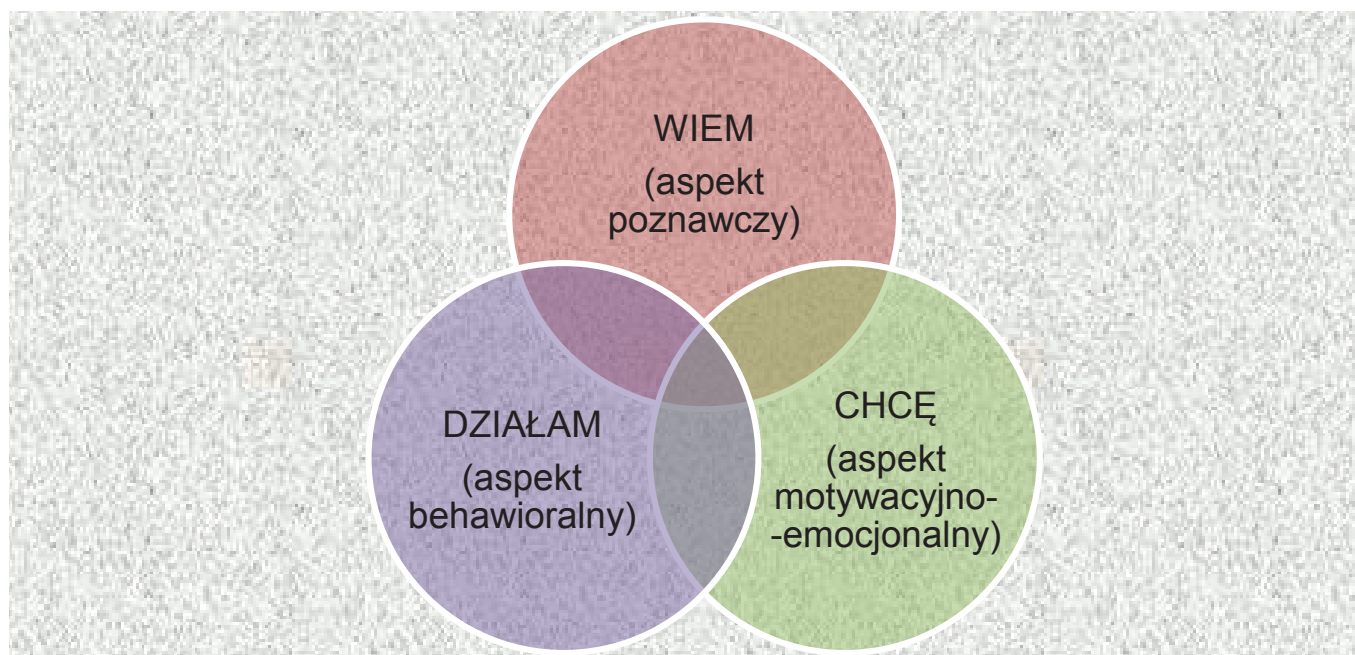 WIEM
(aspekt
poznawczy)
DZIAŁAM
(aspekt
behawioralny)
CHCĘ
(aspekt
motywacyjno-
-emocjonalny)